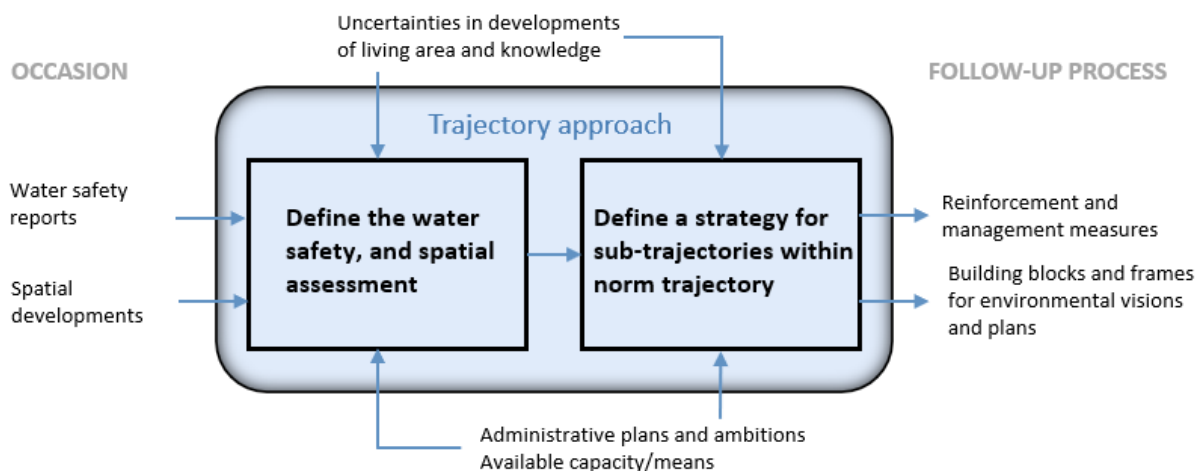 Uncertainties in developments
of living area and knowledge
OCCASION
FOLLOW-UP PROCESS
Trajectory approach
Water safety
reports
Spatial
developments
Define the water
safety, and spatial
assessment
Define a strategy for
sub-trajectories within
norm trajectory
Reinforcement and
management measures
Building blocks and frames
for environmental visions
and plans
Administrative plans and ambitions
Available capacity/means